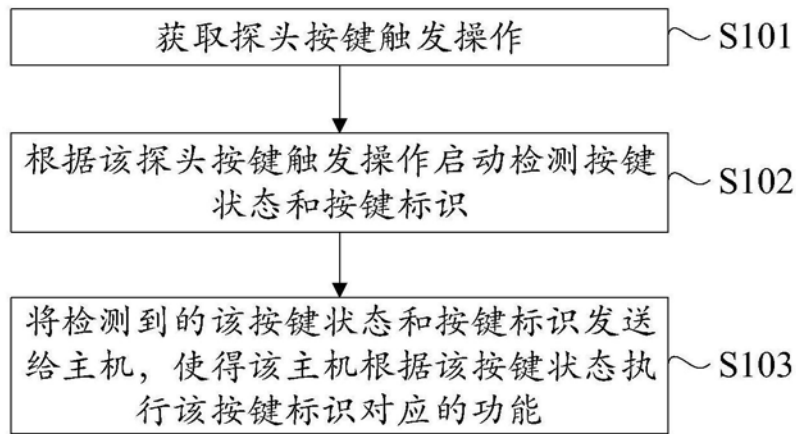 获取探头按键触发操作
S101
根据该探头按键触发操作启动检测按键
状态和按键标识
S102
将检测到的该按键状态和按键标识发送
给主机，使得该主机根据该按键状态执
行该按键标识对应的功能
S103